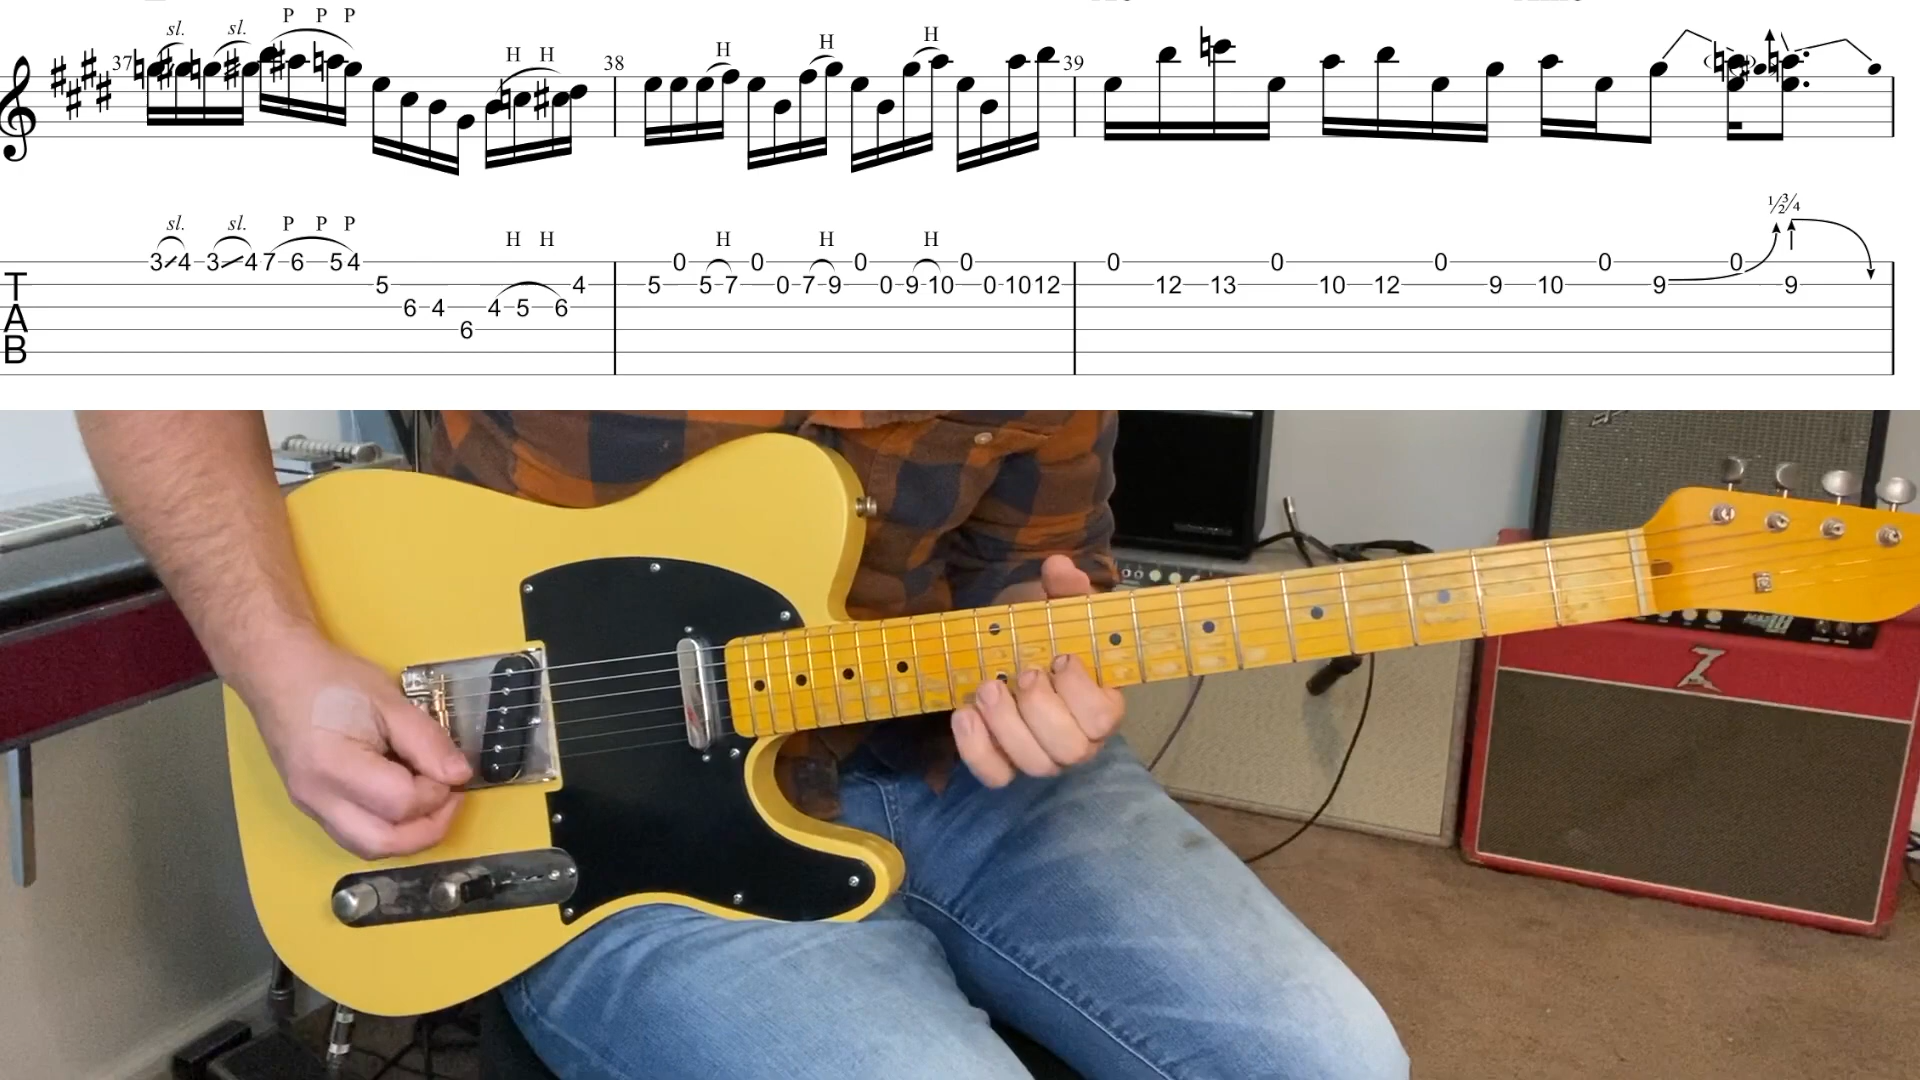 P P P
sl. sl. H H H H H
37 38 39
½ ¾
sl. sl. P P P H H H H H
3 4 3 4 7 6 5 4 0 0 0 0 0 0 0 0 0
T 5 4 5 5 7 0 7 9 0 9 10 0 10 12 12 13 10 12 9 10 9 9
A 6 4 4 5 6
6
B